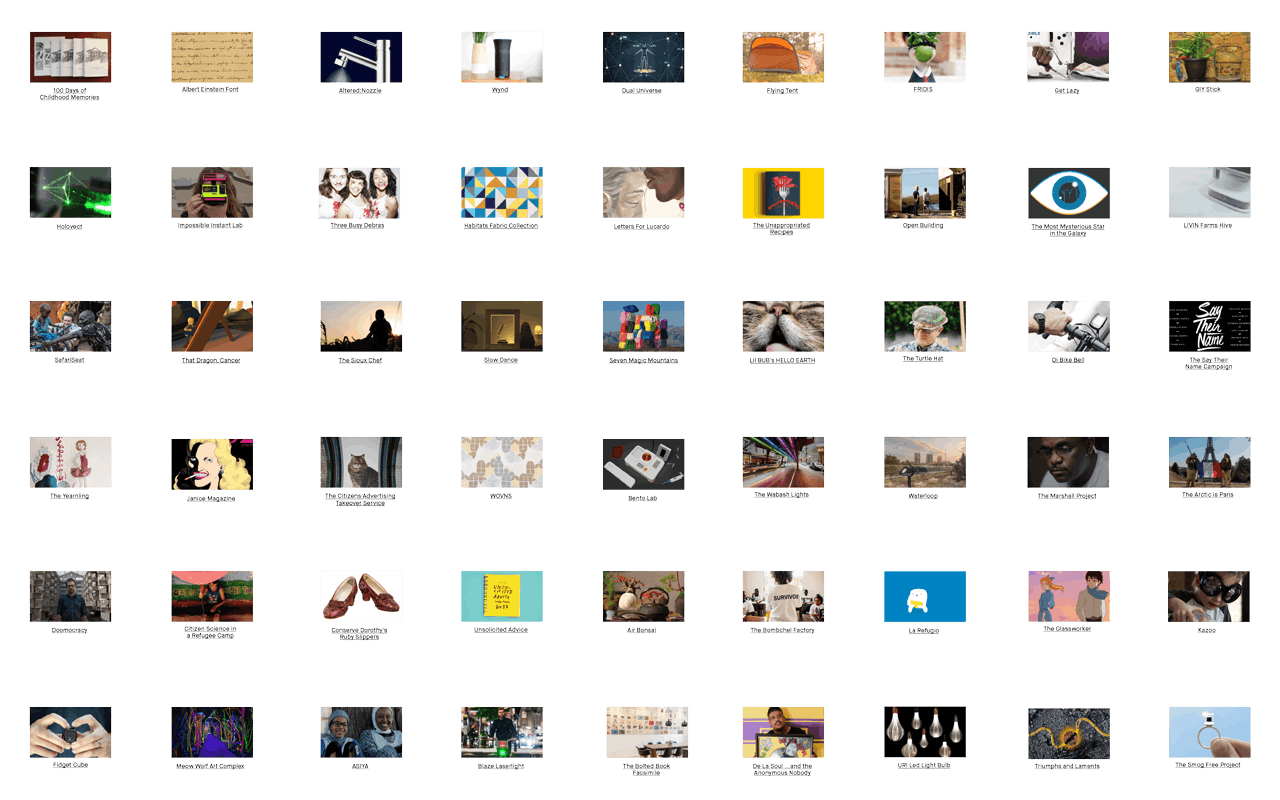 100 Days of
Childhood Memories
Albert Einstein Font
Altered:Nozzle
Wynd
Dual Universe
Flying Tent
FRIDIS
Get Lazy
GIY Stick
Holovect
Impossible Instant Lab
Three Busy Debras
Habitats Fabric Collection
Letters For Lucardo
The Unappropriated
Recipes
Open Building
The Most Mysterious Star
in the Galaxy
LIVIN Farms Hive
SafariSeat
That Dragon, Cancer
The Sioux Chef
Slow Dance
Seven Magic Mountains
Lil BUB's HELLO EARTH
The Turtle Hat
Oi Bike Bell
Say
Their
Name
The Say Their
Name Campaign
The Yearnling
Janice Magazine
The Citizens Advertising
Takeover Service
WOVNS
Bento Lab
The Wabash Lights
Waterloop
The Marshall Project
The Arctic is Paris
Doomocracy
Citizen Science in
a Refugee Camp
Conserve Dorothy's
Ruby Slippers
Unsolicited Advice
Air Bonsai
SURVIVOR
The Bombchel Factory
La Refugio
The Glassworker
Kazoo
Fidget Cube
Meow Wolf Art Complex
ASIYA
Blaze Laserlight
The Bolted Book
Facsimile
De La Soul ...and the
Anonymous Nobody
URI Led Light Bulb
Triumphs and Laments
The Smog Free Project